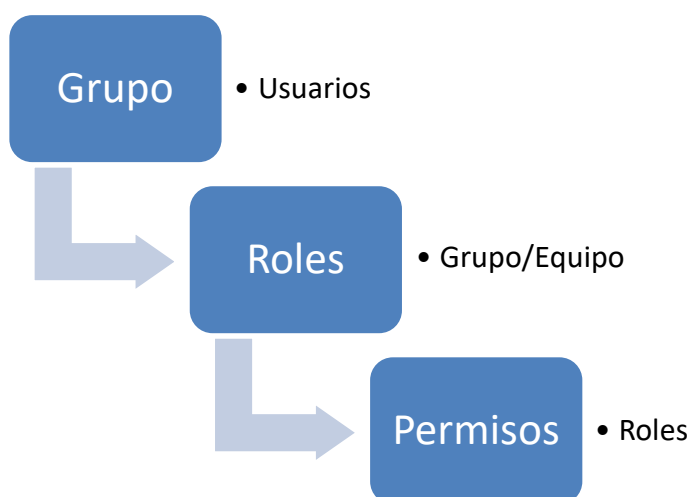 Grupo
• Usuarios
Roles
• Grupo/Equipo
Permisos
• Roles